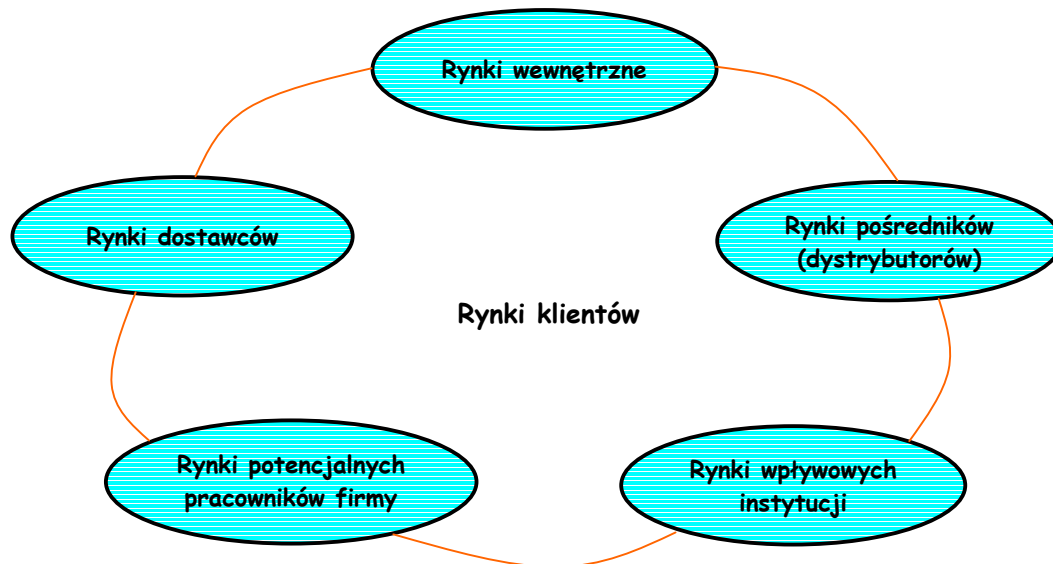 Rynki wewnętrzne
Rynki dostawców
Rynki pośredników
(dystrybutorów)
Rynki klientów
Rynki potencjalnych
pracowników firmy
Rynki wpływowych
instytucji